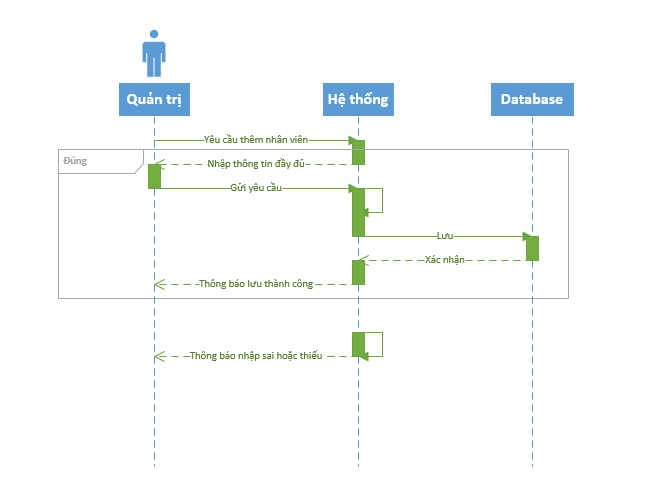 Quản trị
Hệ thống
Database
Yêu cầu thêm nhân viên
Đúng
Nhập thông tin đầy đủ
Gửi yêu cầu
Lưu
Xác nhận
Thông báo lưu thành công
Thông báo nhập sai hoặc thiếu